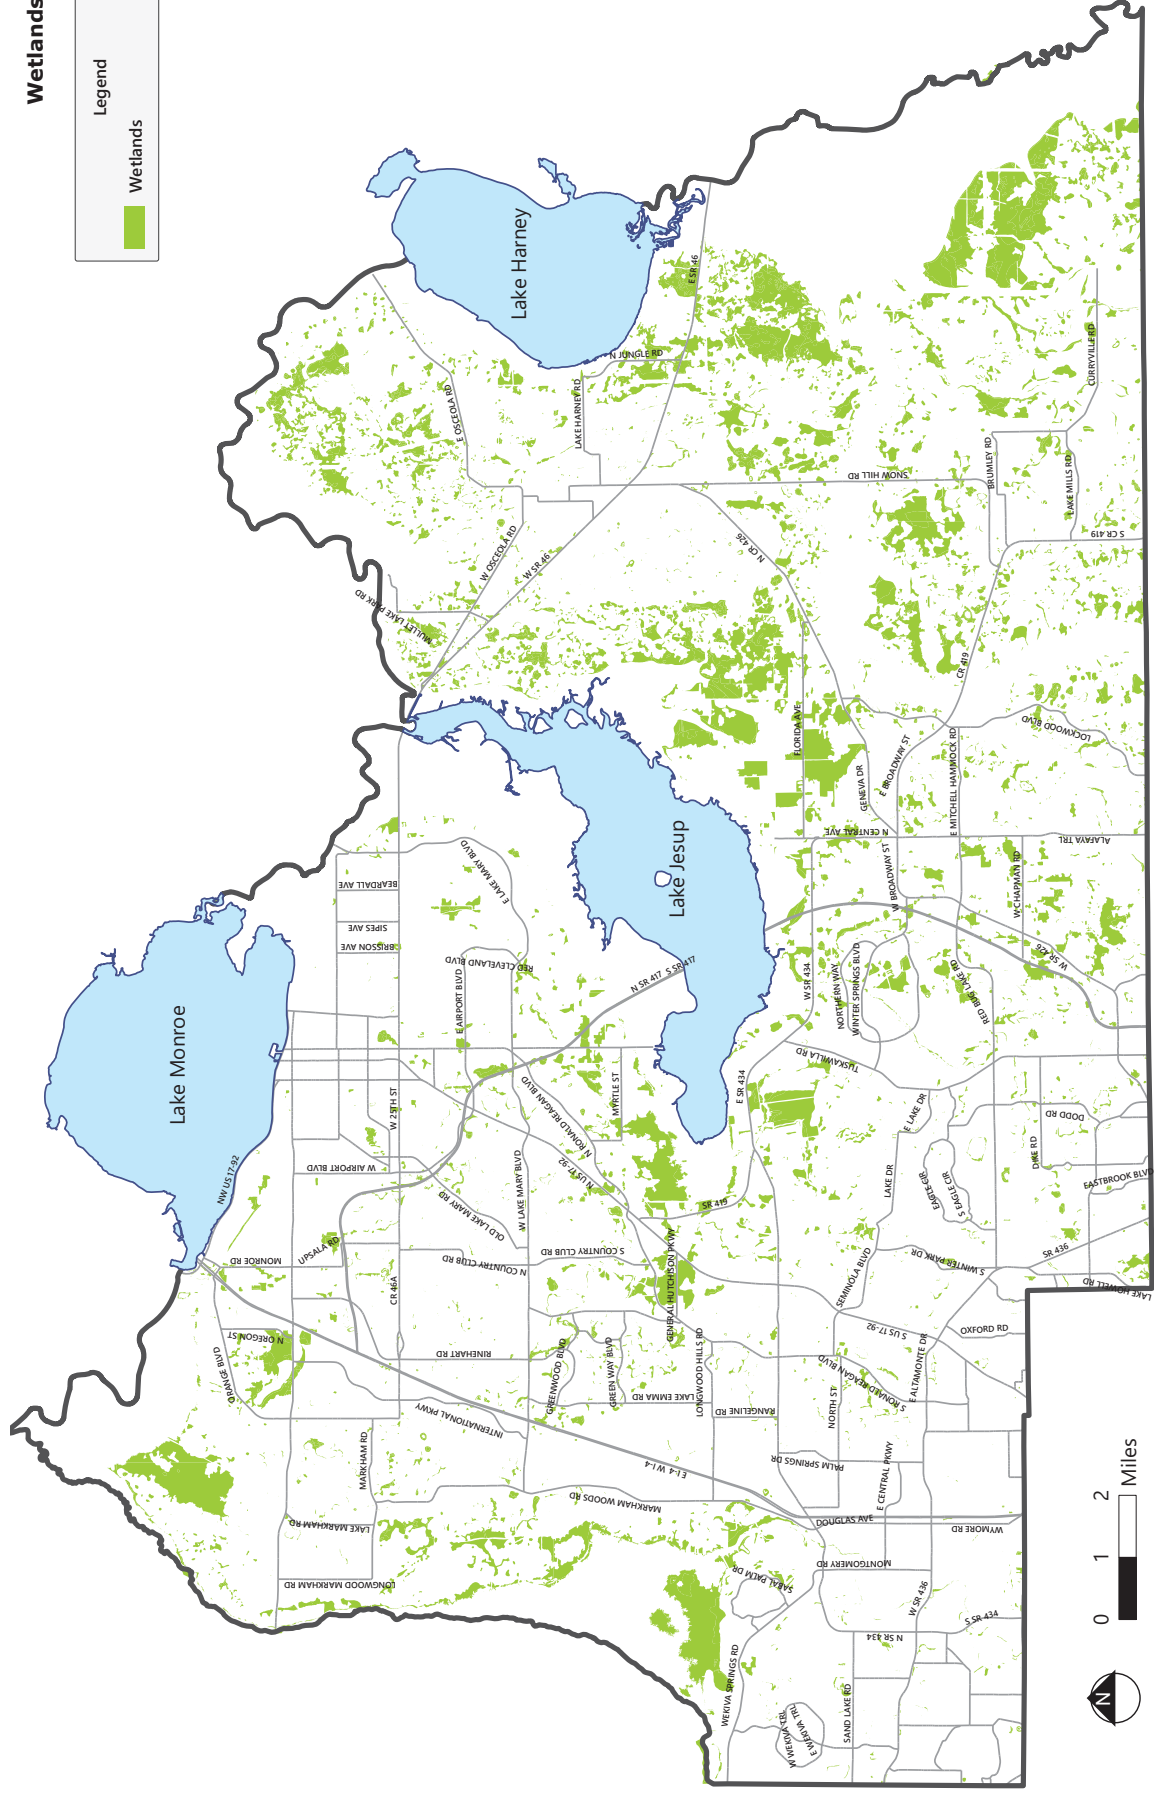 Wetlands
Legend
Wetlands
Lake Monroe
Lake Harney
Lake Jesup
NW US 17-92
MONROE RD
UPSALA RD
N OREGON ST
ORANGE BLVD
W AIRPORT BLVD
W 25TH ST
CR 46A
OLD LAKE MARY RD
W LAKE MARY BLVD
N COUNTRY CLUB RD
S COUNTRY CLUB RD
RINEHART RD
INTERNATIONAL PKWY
MARKHAM RD
LAKE MARKHAM RD
LONGWOOD MARKHAM RD
MARKHAM WOODS RD
E I-4 W I-4
GREENWOOD BLVD
GREEN WAY BLVD
LAKE EMMA RD
LONGWOOD HILLS RD
RANGELINE RD
GENERAL HUTCHISON PKWY
N US 17-92
N RONALD REAGAN BLVD
MYRTLE ST
SR 419
E SR 434
BEARDALL AVE
SIPES AVE
BRISSON AVE
E LAKE MARY BLVD
RED CLEVELAND BLVD
E AIRPORT BLVD
N SR 417 S SR 417
MULLET LAKE PARK RD
W OSCEOLA RD
W SR 46
E OSCEOLA RD
LAKE HARNEY RD
N JUNGLE RD
E SR 46
SNOW HILL RD
N CR 426
BRUMLEY RD
LAKE MILLS RD
CURRYVILLE RD
S CR 419
CR 419
LOCKWOOD BLVD
FLORIDA AVE
GENEVA DR
E BROADWAY ST
E MITCHELL HAMMOCK RD
N CENTRAL AVE
ALAFAYA TRL
W BROADWAY ST
W CHAPMAN RD
W SR 426
RED BUG LAKE RD
W SR 434
NORTHERN WAY
WINTER SPRINGS BLVD
TUSKAWILLA RD
E LAKE DR
LAKE DR
EAGLE CIR
S EAGLE CIR
DODD RD
DIKE RD
EASTBROOK BLVD
SR 436
LAKE HOWELL RD
S WINTER PARK DR
SEMINOLA BLVD
S US 17-92
OXFORD RD
E ALTAMONTE DR
S RONALD REAGAN BLVD
NORTH ST
PALM SPRINGS DR
E CENTRAL PKWY
DOUGLAS AVE
WYMORE RD
MONTGOMERY RD
SABAL PALM DR
W SR 436
S SR 434
N SR 434
WEKIVA SPRINGS RD
W WEKIVA TRL
E WEKIVA TRL
SAND LAKE RD
N
0 1 2 Miles